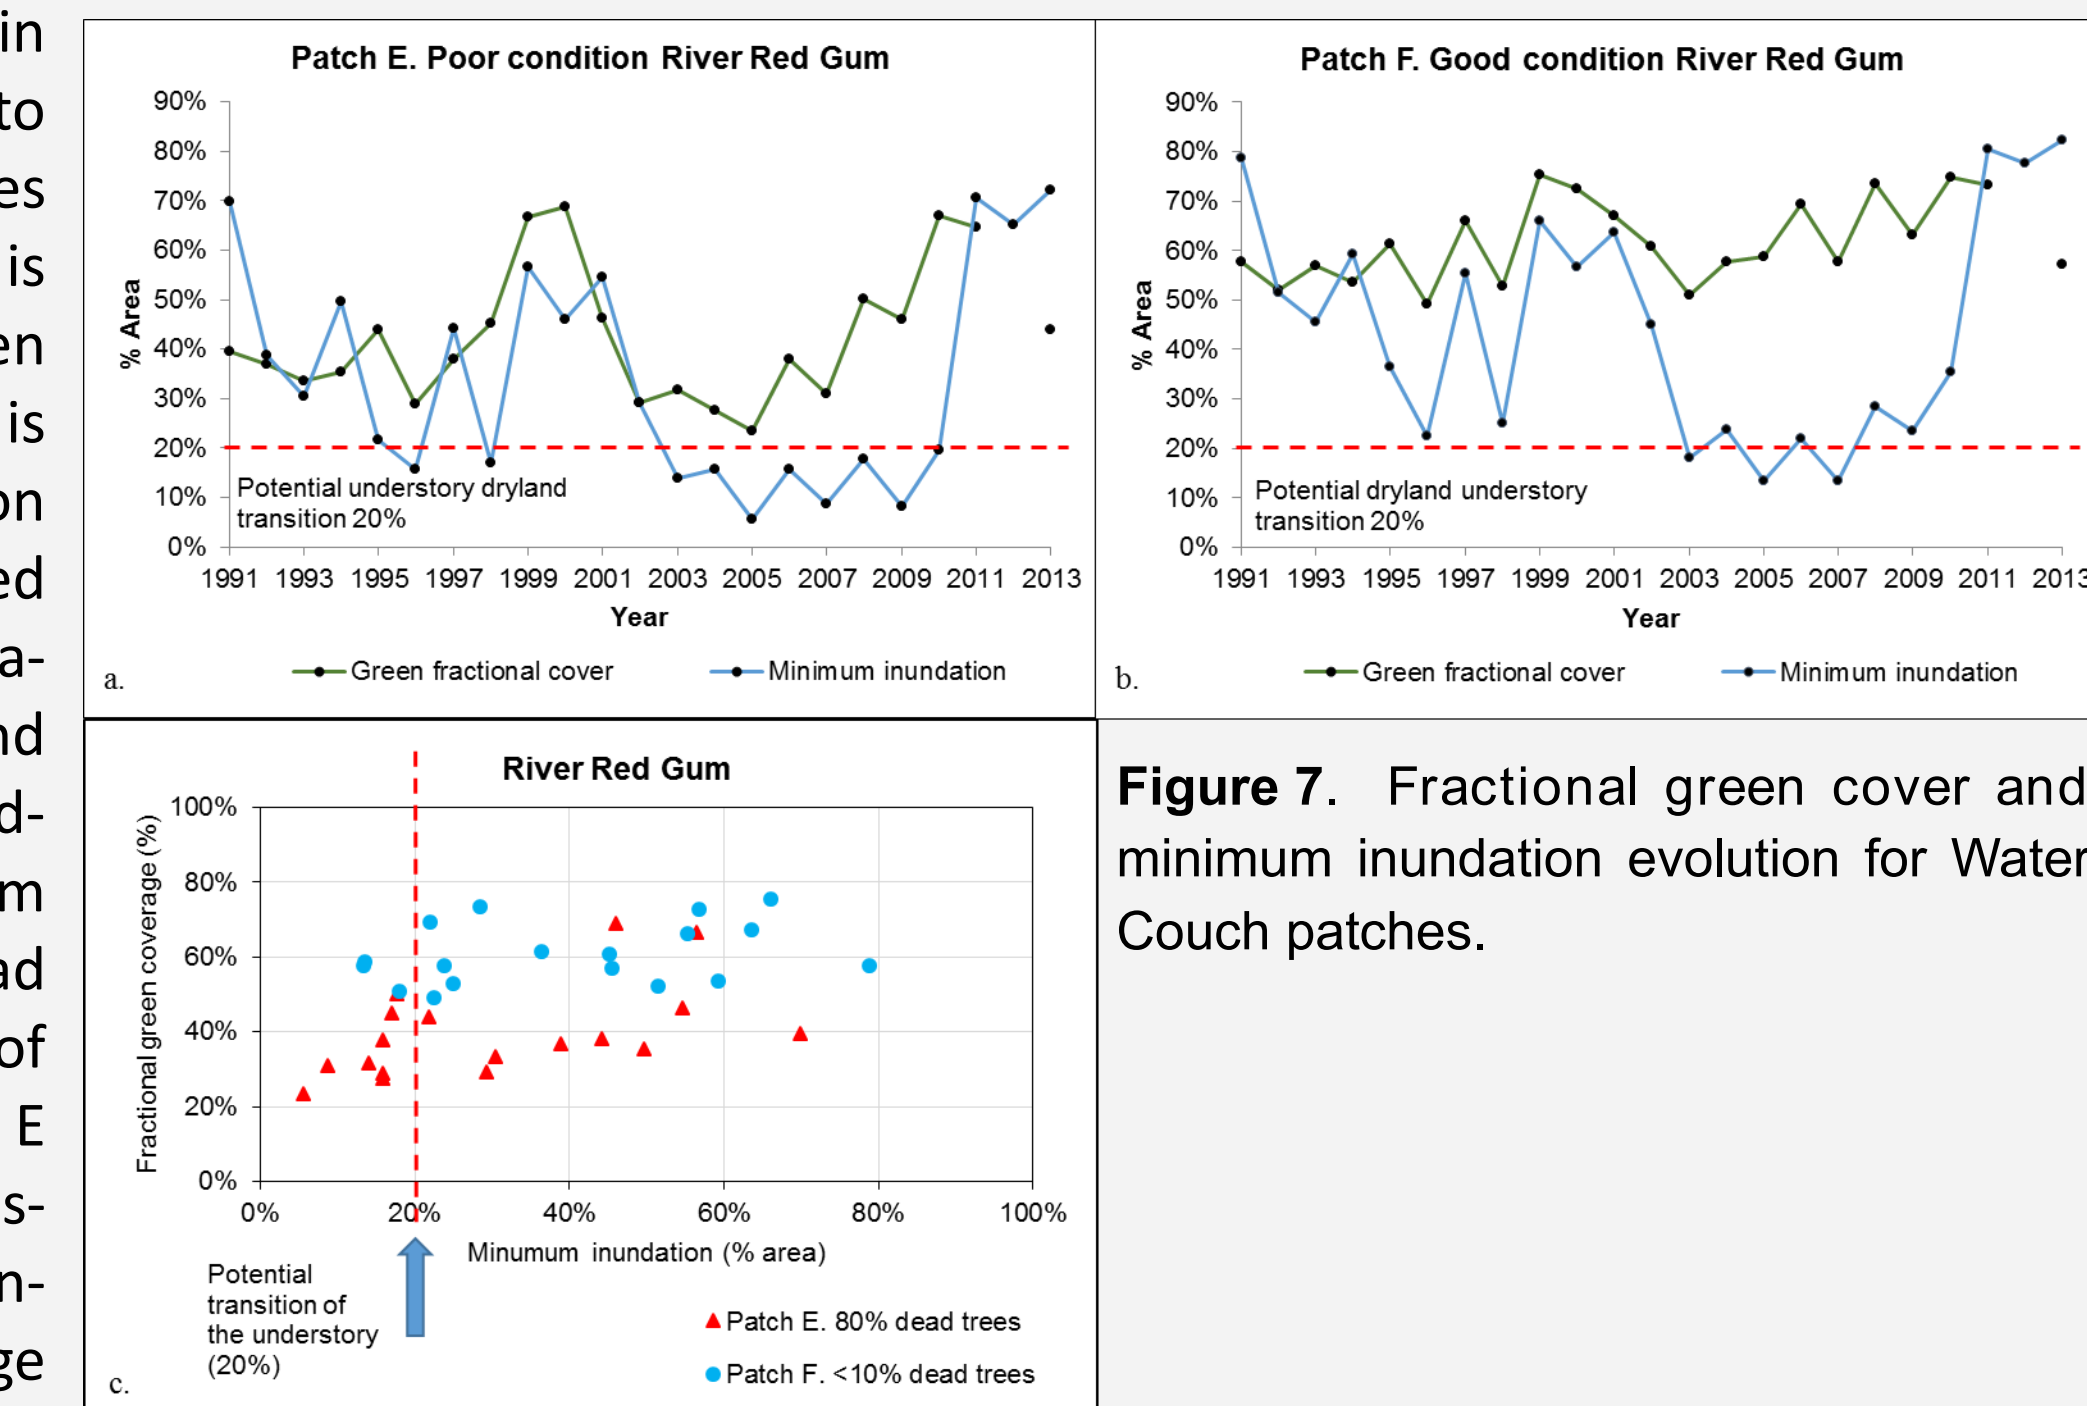 in
to
es
is
en
is
on
ed
a-
nd
d-
m
ad
of
E
s-
n-
ge
Patch E. Poor condition River Red Gum
90%
80%
70%
60%
50%
40%
30%
20%
10%
0%
% Area
Potential understory dryland
transition 20%
1991 1993 1995 1997 1999 2001 2003 2005 2007 2009 2011 2013
Year
Green fractional cover Minimum inundation
a.
Patch F. Good condition River Red Gum
90%
80%
70%
60%
50%
40%
30%
20%
10%
0%
% Area
Potential dryland understory
transition 20%
1991 1993 1995 1997 1999 2001 2003 2005 2007 2009 2011 2013
Year
Green fractional cover Minimum inundation
b.
River Red Gum
100%
80%
60%
40%
20%
0%
Fractional green coverage (%)
0% 20% 40% 60% 80% 100%
Minumum inundation (% area)
Potential
transition of
the understory
(20%)
Patch E. 80% dead trees
Patch F. <10% dead trees
c.
Figure 7. Fractional green cover and
minimum inundation evolution for Water
Couch patches.